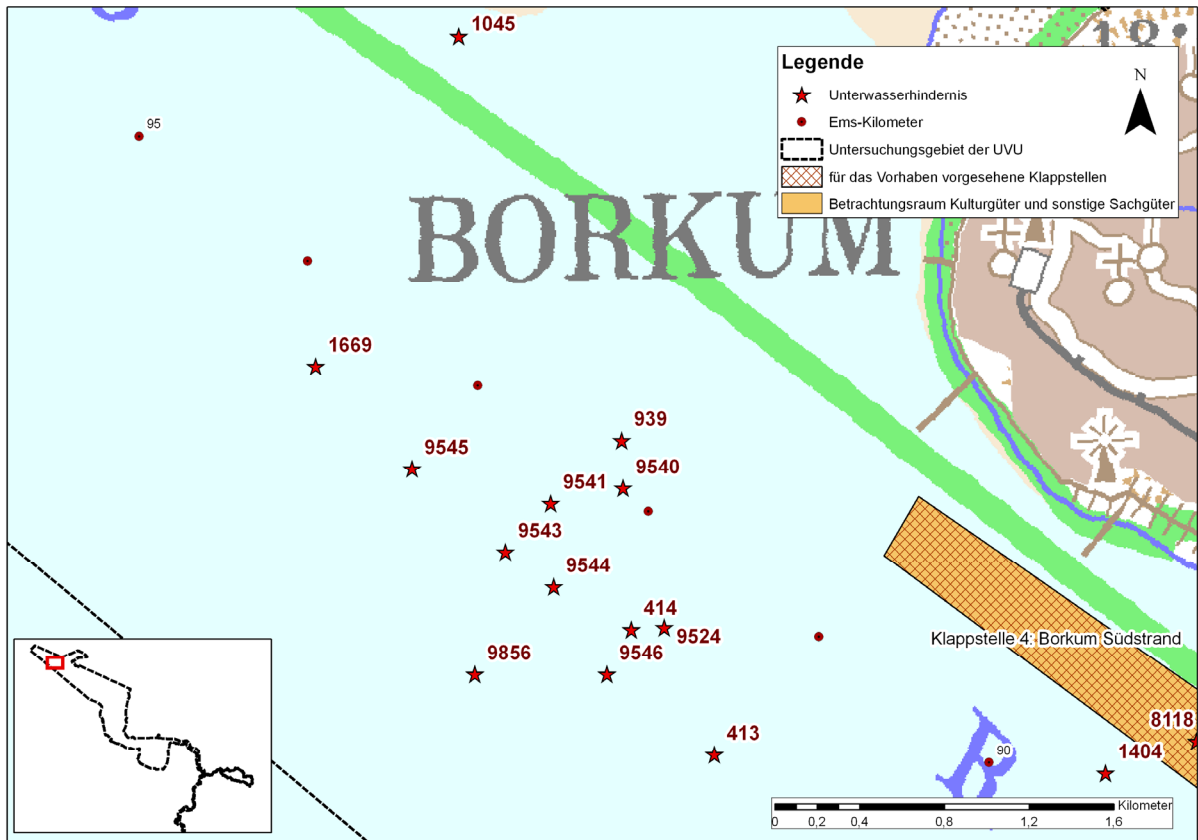 1045
18
Legende
N
Unterwasserhindernis
Ems-Kilometer
Untersuchungsgebiet der UVU
für das Vorhaben vorgesehene Klappstellen
Betrachtungsraum Kulturgüter und sonstige Sachgüter
95
BORKUM
1669
939
9545
9540
9541
9543
9544
414
9524
Klappstelle 4: Borkum Südstrand
9856
9546
8118
413
90
1404
Kilometer
0 0,2 0,4 0,8 1,2 1,6